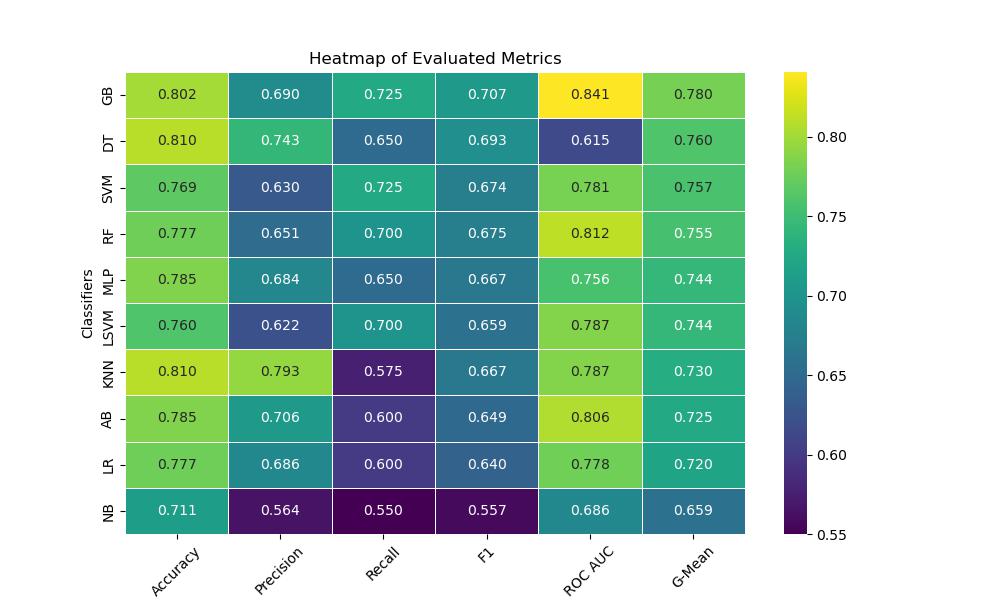 Heatmap of Evaluated Metrics
Classifiers
GB 0.802 0.690 0.725 0.707 0.841 0.780
DT 0.810 0.743 0.650 0.693 0.615 0.760
SVM 0.769 0.630 0.725 0.674 0.781 0.757
RF 0.777 0.651 0.700 0.675 0.812 0.755
MLP 0.785 0.684 0.650 0.667 0.756 0.744
LSVM 0.760 0.622 0.700 0.659 0.787 0.744
KNN 0.810 0.793 0.575 0.667 0.787 0.730
AB 0.785 0.706 0.600 0.649 0.806 0.725
LR 0.777 0.686 0.600 0.640 0.778 0.720
NB 0.711 0.564 0.550 0.557 0.686 0.659
Accuracy Precision Recall F1 ROC AUC G-Mean
0.80
0.75
0.70
0.65
0.60
0.55